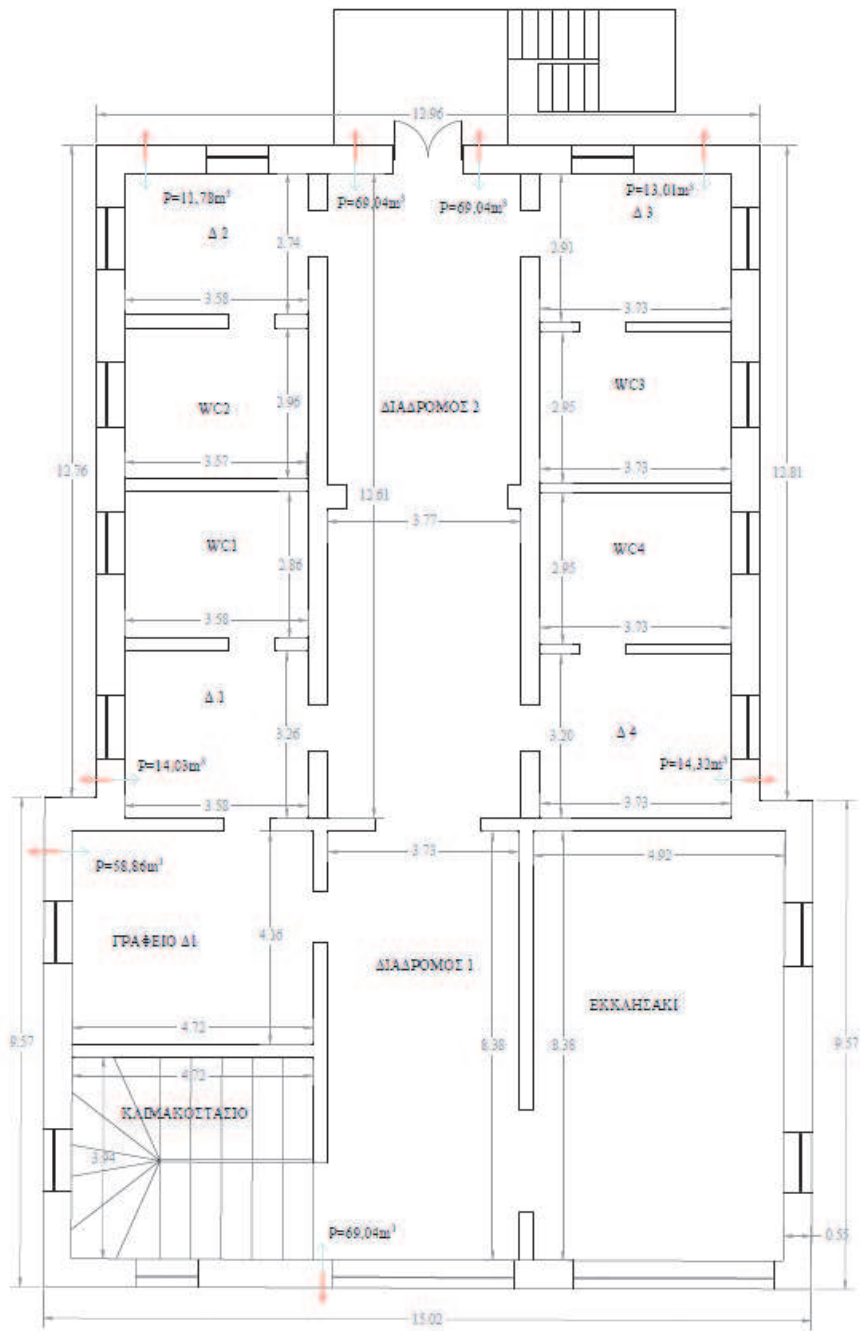 12.96
P=11,78m³
P=69,04m³
P=69,04m³
P=13,01m³
Δ 2
Δ 3
2.74
2.91
3.58
3.73
WC2
ΔΙΑΔΡΟΜΟΣ 2
WC3
2.96
2.95
3.57
3.73
12.76
12.61
12.81
3.77
WC1
WC4
2.86
2.95
3.58
3.73
Δ 1
Δ 4
3.26
3.20
P=14,03m³
P=14,32m³
3.58
3.73
P=58,86m³
3.73
4.92
ΓΡΑΦΕΙΟ Δ1
4.16
ΔΙΑΔΡΟΜΟΣ 1
ΕΚΚΛΗΣΑΚΙ
4.72
9.57
8.38
8.38
9.57
4.72
ΚΛΙΜΑΚΟΣΤΑΣΙΟ
3.94
P=69,04m³
0.55
15.02